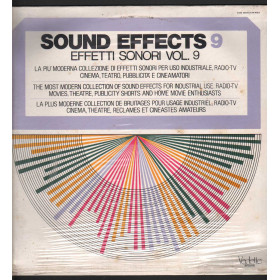 SOUND EFFECTS 9
EFFETTI SONORI VOL. 9
LA PIU' MODERNA COLLEZIONE DI EFFETTI SONORI PER USO INDUSTRIALE, RADIO-TV
CINEMA, TEATRO, PUBBLICITÀ E CINEAMATORI
THE MOST MODERN COLLECTION OF SOUND EFFECTS FOR INDUSTRIAL USE, RADIO-TV
MOVIES, THEATRE, PUBLICITY SHORTS AND HOME MOVIE ENTHUSIASTS
LA PLUS MODERNE COLLECTION DE BRUITAGES POUR USAGE INDUSTRIEL, RADIO-TV
CINEMA, THEATRE, RECLAMES ET CINEASTES AMATEURS